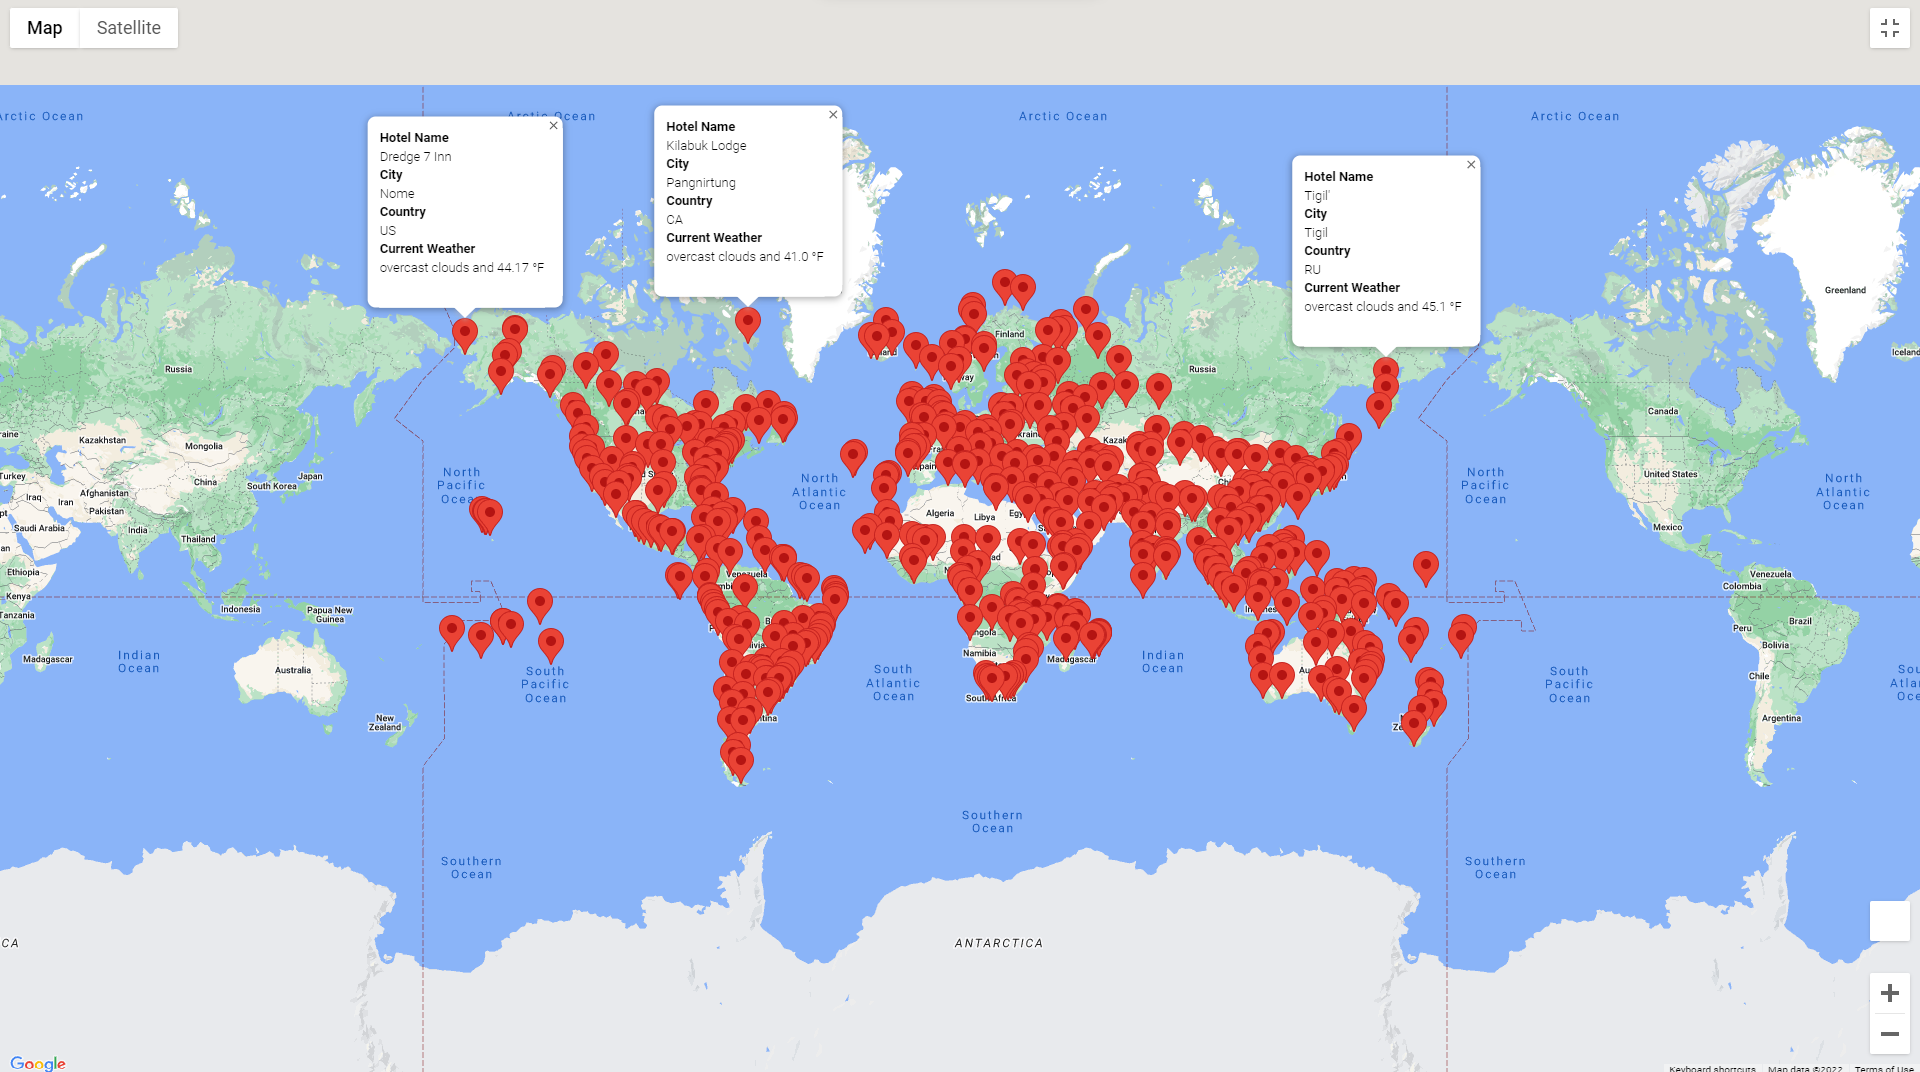 Map
Satellite
Arctic Ocean
Arctic Ocean
Arctic Ocean
Arctic Ocean
Hotel Name
Dredge 7 Inn
City
Nome
Country
US
Current Weather
overcast clouds and 44.17 °F
Hotel Name
Kilabuk Lodge
City
Pangnirtung
Country
CA
Current Weather
overcast clouds and 41.0 °F
Hotel Name
Tigil'
City
Tigil
Country
RU
Current Weather
overcast clouds and 45.1 °F
Greenland
Finland
Iceland
Russia
Russia
Canada
Kazakhstan
Mongolia
Turkey
Afghanistan
China
Japan
South Korea
Iraq
Iran
Pakistan
North
Pacific
Ocean
North
Atlantic
Ocean
North
Pacific
Ocean
United States
North
Atlantic
Ocean
Saudi Arabia
India
Thailand
Algeria
Libya
Mexico
Ethiopia
Kenya
Tanzania
Indonesia
Papua New
Guinea
Venezuela
Venezuela
Colombia
Peru
Brazil
Bolivia
Madagascar
Indian
Ocean
Australia
South
Pacific
Ocean
South
Atlantic
Ocean
Namibia
Madagascar
Indian
Ocean
South
Pacific
Ocean
Chile
Argentina
New
Zealand
South Africa
Southern
Ocean
Southern
Ocean
Southern
Ocean
ANTARCTICA
Google
Keyboard shortcuts
Map data ©2022
Terms of Use